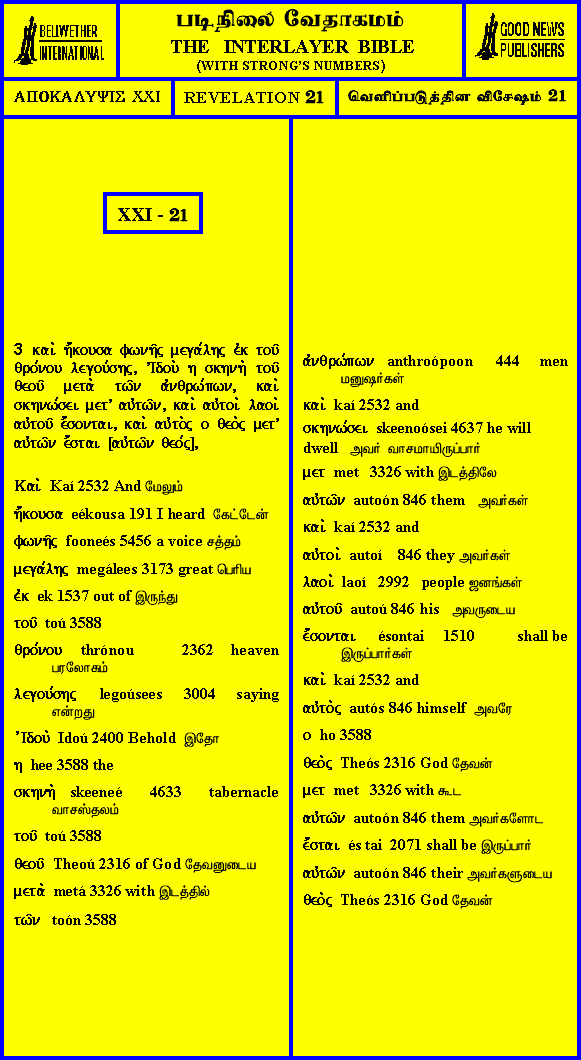 BELLWETHER
INTERNATIONAL
படிநிலை வேதாகமம்
THE INTERLAYER BIBLE
(WITH STRONG'S NUMBERS)
GOOD NEWS
PUBLISHERS
ΑΠΟΚΑΛΥΨΙΣ XXI
REVELATION 21
வெளிப்படுத்தின விசேஷம் 21
XXI - 21
3 καὶ ἤκουσα φωνῆς μεγάλης ἐκ τοῦ
θρόνου λεγούσης, Ἰδοὺ η σκηνὴ τοῦ
θεοῦ μετὰ τῶν ἀνθρώπων, καὶ
σκηνώσει μετ' αὐτῶν, καὶ αὐτοὶ λαοὶ
αὐτοῦ ἔσονται, καὶ αὐτὸς ο θεὸς μετ'
αὐτῶν ἔσται [αὐτῶν θεός],
Καὶ Kaí 2532 And மேலும்
ἤκουσα eékousa 191 I heard கேட்டேன்
φωνῆς fooneés 5456 a voice சத்தம்
μεγάλης megálees 3173 great பெரிய
ἐκ ek 1537 out of இருந்து
τοῦ toú 3588
θρόνου thrónou 2362 heaven
பரலோகம்
λεγούσης legoúsees 3004 saying
என்றது
Ἰδοὺ Idoú 2400 Behold இதோ
η hee 3588 the
σκηνὴ skeeneé 4633 tabernacle
வாசஸ்தலம்
τοῦ toú 3588
θεοῦ Theoú 2316 of God தேவனுடைய
μετὰ metá 3326 with இடத்தில்
τῶν toón 3588
ἀνθρώπων anthroópoon 444 men
மனுஷர்கள்
καὶ kaí 2532 and
σκηνώσει skeenoósei 4637 he will
dwell அவர் வாசமாயிருப்பார்
μετ met 3326 with இடத்திலே
αὐτῶν autoón 846 them அவர்கள்
καὶ kaí 2532 and
αὐτοὶ autoí 846 they அவர்கள்
λαοὶ laoí 2992 people ஜனங்கள்
αὐτοῦ autoú 846 his அவருடைய
ἔσονται ésontai 1510 shall be
இருப்பார்கள்
καὶ kaí 2532 and
αὐτὸς autós 846 himself அவரே
ο ho 3588
θεὸς Theós 2316 God தேவன்
μετ met 3326 with கூட
αὐτῶν autoón 846 them அவர்களோட
ἔσται és tai 2071 shall be இருப்பார்
αὐτῶν autoón 846 their அவர்களுடைய
θεὸς Theós 2316 God தேவன்